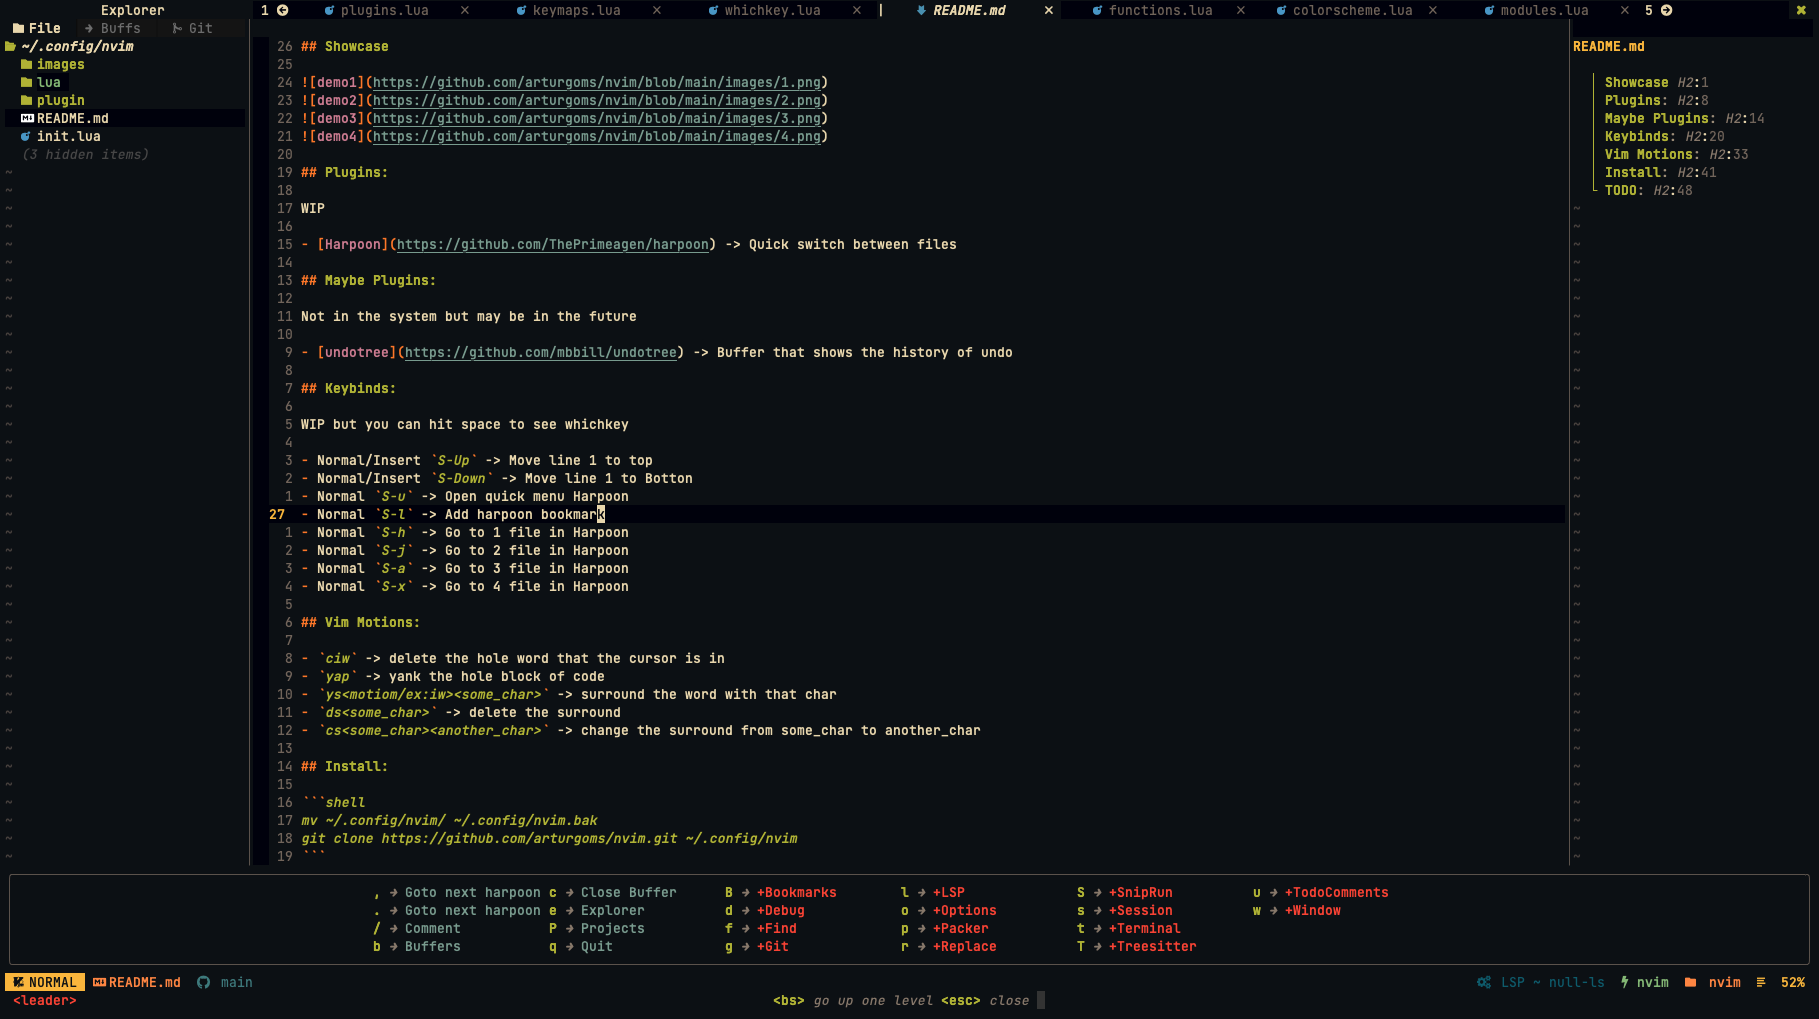 Explorer
1 plugins.lua × keymaps.lua × whichkey.lua × | README.md × functions.lua × colorscheme.lua × modules.lua × 5
File → Buffs Git
~/.config/nvim
images
lua
plugin
README.md
init.lua
(3 hidden items)
26 ## Showcase
25
24 ![demo1](https://github.com/arturgoms/nvim/blob/main/images/1.png)
23 ![demo2](https://github.com/arturgoms/nvim/blob/main/images/2.png)
22 ![demo3](https://github.com/arturgoms/nvim/blob/main/images/3.png)
21 ![demo4](https://github.com/arturgoms/nvim/blob/main/images/4.png)
20
19 ## Plugins:
18
17 WIP
16
15 - [Harpoon](https://github.com/ThePrimeagen/harpoon) -> Quick switch between files
14
13 ## Maybe Plugins:
12
11 Not in the system but may be in the future
10
9 - [undotree](https://github.com/mbbill/undotree) -> Buffer that shows the history of undo
8
7 ## Keybinds:
6
5 WIP but you can hit space to see whichkey
4
3 - Normal/Insert `S-Up` -> Move line 1 to top
2 - Normal/Insert `S-Down` -> Move line 1 to Botton
1 - Normal `S-u` -> Open quick menu Harpoon
27 - Normal `S-l` -> Add harpoon bookmark
1 - Normal `S-h` -> Go to 1 file in Harpoon
2 - Normal `S-j` -> Go to 2 file in Harpoon
3 - Normal `S-a` -> Go to 3 file in Harpoon
4 - Normal `S-x` -> Go to 4 file in Harpoon
5
6 ## Vim Motions:
7
8 - `ciw` -> delete the hole word that the cursor is in
9 - `yap` -> yank the hole block of code
10 - `ys<motiom/ex:iw><some_char>` -> surround the word with that char
11 - `ds<some_char>` -> delete the surround
12 - `cs<some_char><another_char>` -> change the surround from some_char to another_char
13
14 ## Install:
15
16 ```shell
17 mv ~/.config/nvim/ ~/.config/nvim.bak
18 git clone https://github.com/arturgoms/nvim.git ~/.config/nvim
19 ```
README.md
Showcase H2:1
Plugins: H2:8
Maybe Plugins: H2:14
Keybinds: H2:20
Vim Motions: H2:33
Install: H2:41
TODO: H2:48
, → Goto next harpoon c → Close Buffer B → +Bookmarks l → +LSP S → +SnipRun u → +TodoComments
. → Goto next harpoon e → Explorer d → +Debug o → +Options s → +Session w → +Window
/ → Comment P → Projects f → +Find p → +Packer t → +Terminal
b → Buffers q → Quit g → +Git r → +Replace T → +Treesitter
NORMAL README.md main LSP ~ null-ls nvim nvim 52%
<leader> <bs> go up one level <esc> close